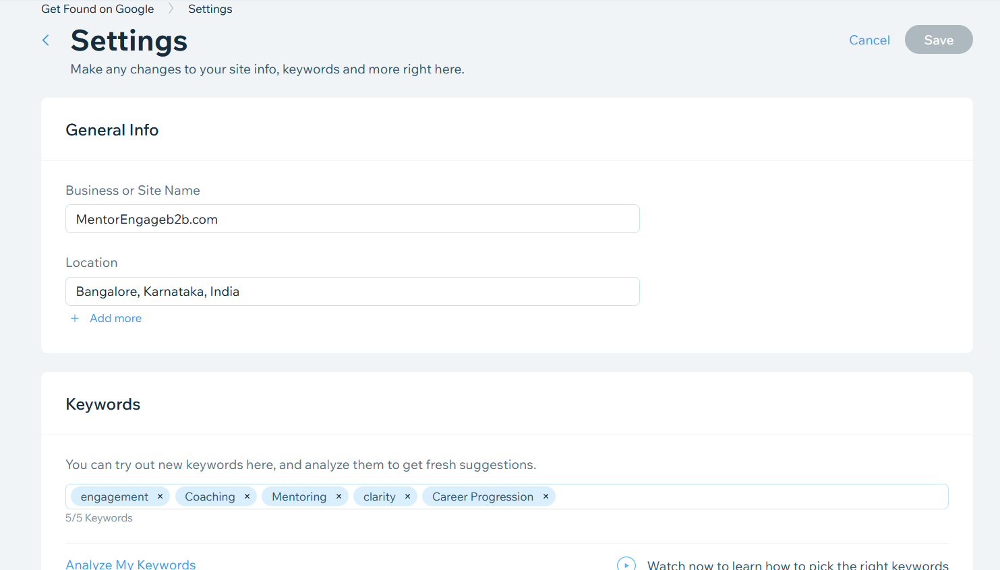 Get Found on Google > Settings
Settings
Cancel
Save
Make any changes to your site info, keywords and more right here.
General Info
Business or Site Name
MentorEngageb2b.com
Location
Bangalore, Karnataka, India
+ Add more
Keywords
You can try out new keywords here, and analyze them to get fresh suggestions.
engagement × Coaching × Mentoring × clarity × Career Progression ×
5/5 Keywords
Analyze My Keywords
Watch now to learn how to pick the right keywords